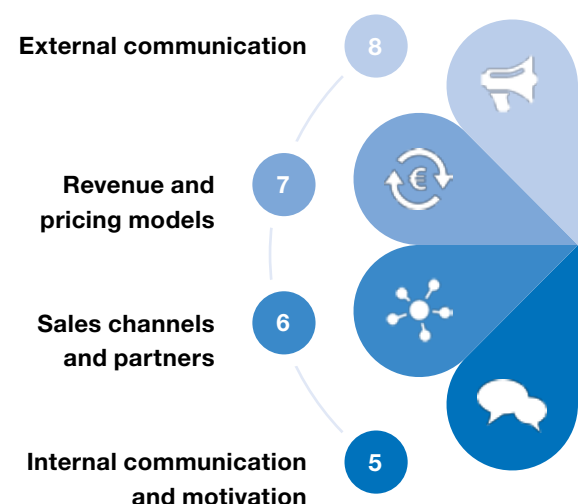 External communication
8
Revenue and
pricing models
7
€
Sales channels
and partners
6
Internal communication
and motivation
5